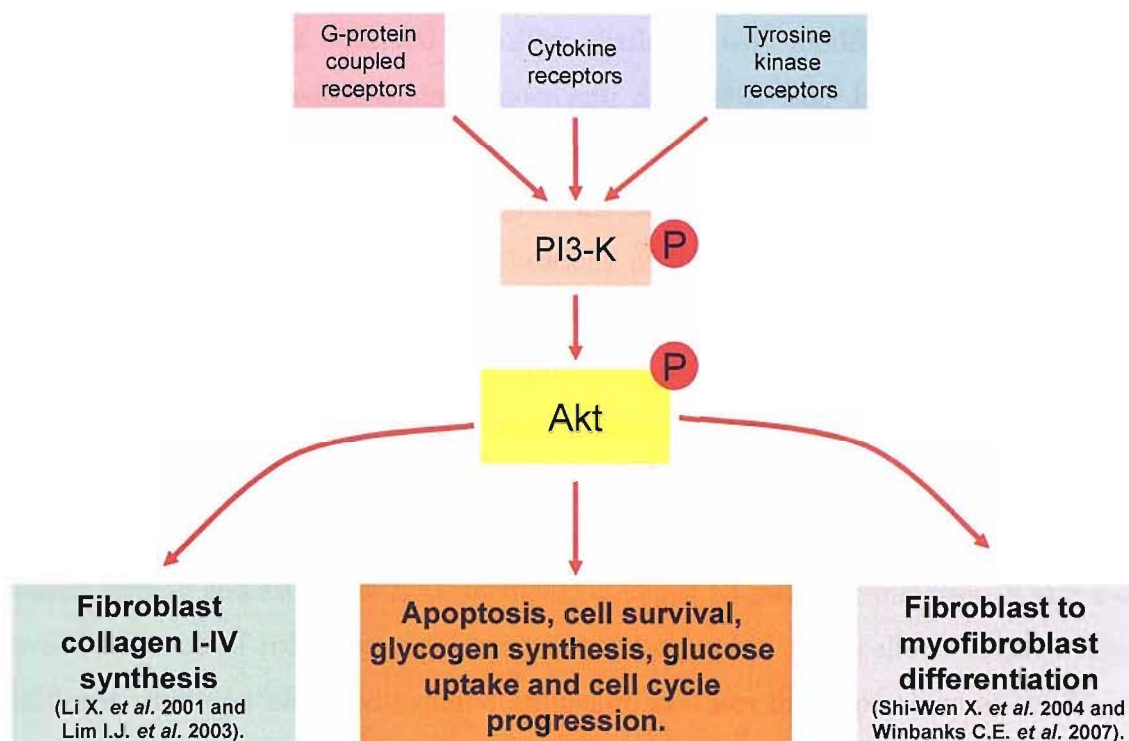 G-protein
coupled
receptors
Cytokine
receptors
Tyrosine
kinase
receptors
PI3-K
P
P
Akt
Fibroblast
collagen I-IV
synthesis
(Li X. et al. 2001 and
Lim I.J. et al. 2003).
Apoptosis, cell survival,
glycogen synthesis, glucose
uptake and cell cycle
progression.
Fibroblast to
myofibroblast
differentiation
(Shi-Wen X. et al. 2004 and
Winbanks C.E. et al. 2007).